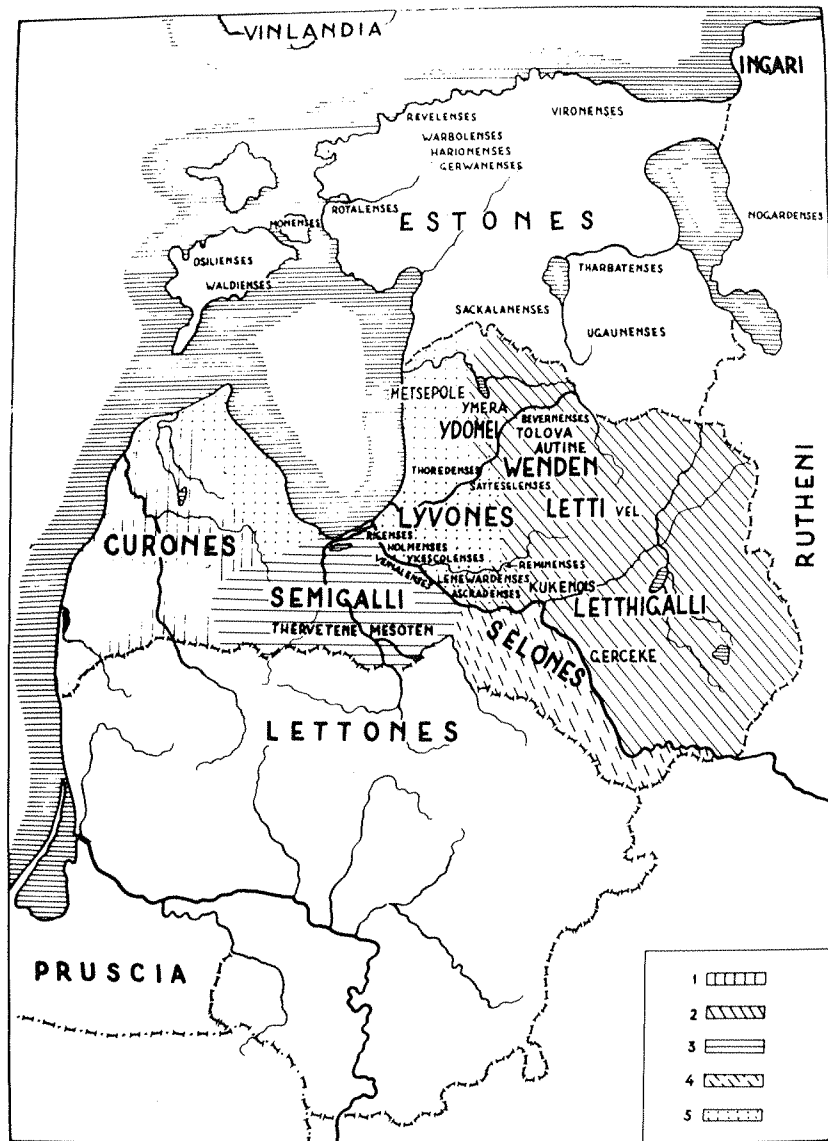 VINLANDIA
INGARI
REVELENSES
VIRONENSES
WARBOLENSES
HARIONENSES
GERWANENSES
ROTALENSES
MONENSES
ESTONES
NOGARDENSES
OSILIENSES
WALDIENSES
THARBATENSES
SACKALANENSES
UGAUNENSES
METSEPOLE
YMERA
YDOMEI
BEVERNENSES
TOLOVA
AUTINE
WENDEN
THOREDENSES
SATTESELENSES
LETTI VEL
LYVONES
RUTHENI
CURONES
RIGENSES
HOLMENSES
YKESCOLENSES
REMINENSES
LENEWARDENSES
ASCRADENSES
KUKENOIS
LETTHIGALLI
SEMIGALLI
THERVETENE MESOTEN
SELONES
GERCEKE
LETTONES
PRUSCIA
1
2
3
4
5